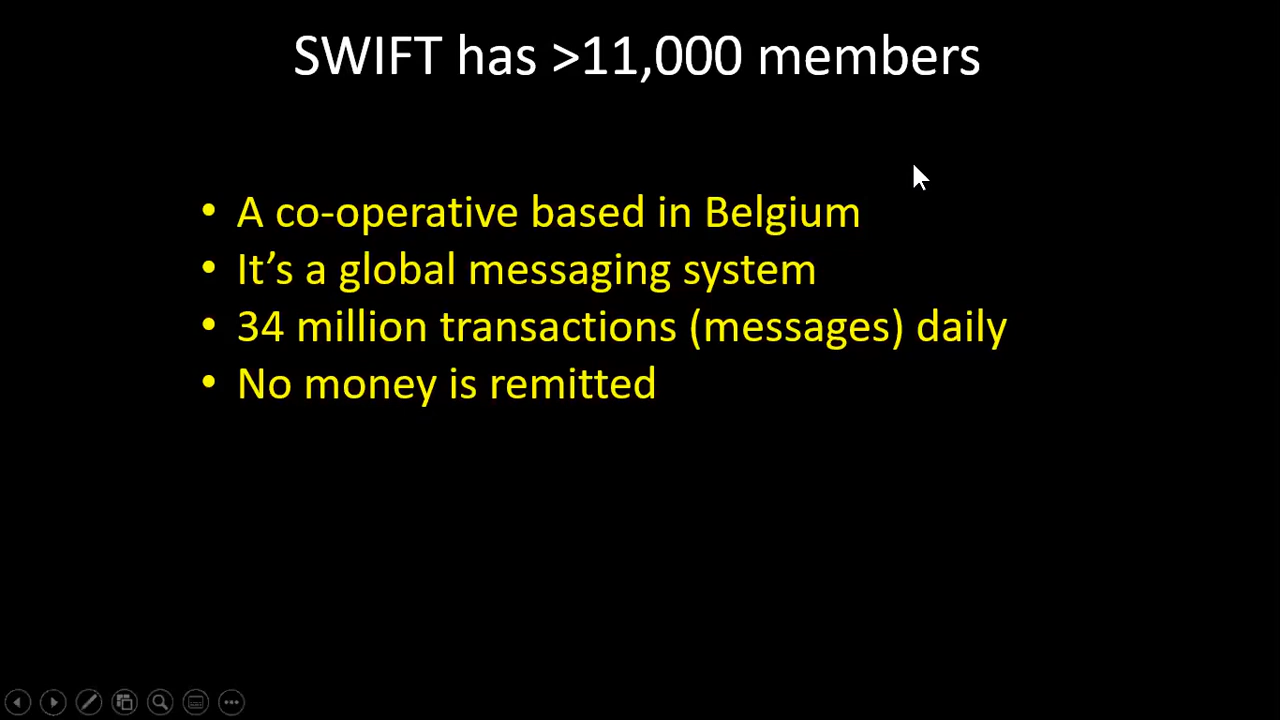 SWIFT has >11,000 members
• A co-operative based in Belgium
• It’s a global messaging system
• 34 million transactions (messages) daily
• No money is remitted